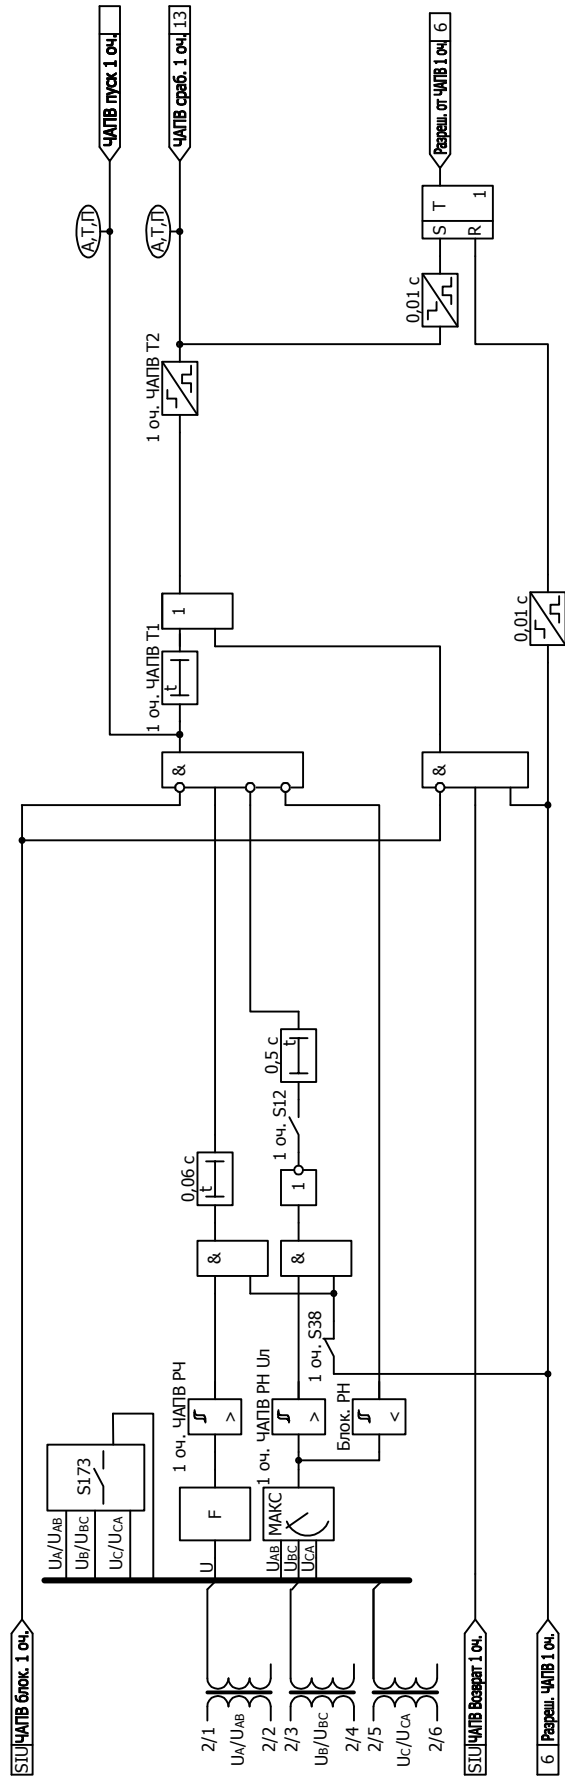 ЧАПВ пуск 1 оч.
ЧАПВ сраб. 1 оч. 13
Разреш. от ЧАПВ 1 оч 6
А,Т,П
А,Т,П
S T
R 1
0,01 с
1 оч. ЧАПВ Т2
1
1 оч. ЧАПВ Т1
t
0,01 с
&
&
0,5 с
t
1 оч. S12
1
0,06 с
t
&
&
1 оч. S38
1 оч. ЧАПВ РЧ
>
1 оч. ЧАПВ РН Uл
>
Блок. РН
<
S173
UA/UAB
UB/UBC
UC/UCA
F
U
МАКС
UAB
UBC
UCA
2/1
UA/UAB
2/2
2/3
UB/UBC
2/4
2/5
UC/UCA
2/6
SIU ЧАПВ блок. 1 оч.
SIU ЧАПВ Возврат 1 оч.
6 Разреш. ЧАПВ 1 оч.